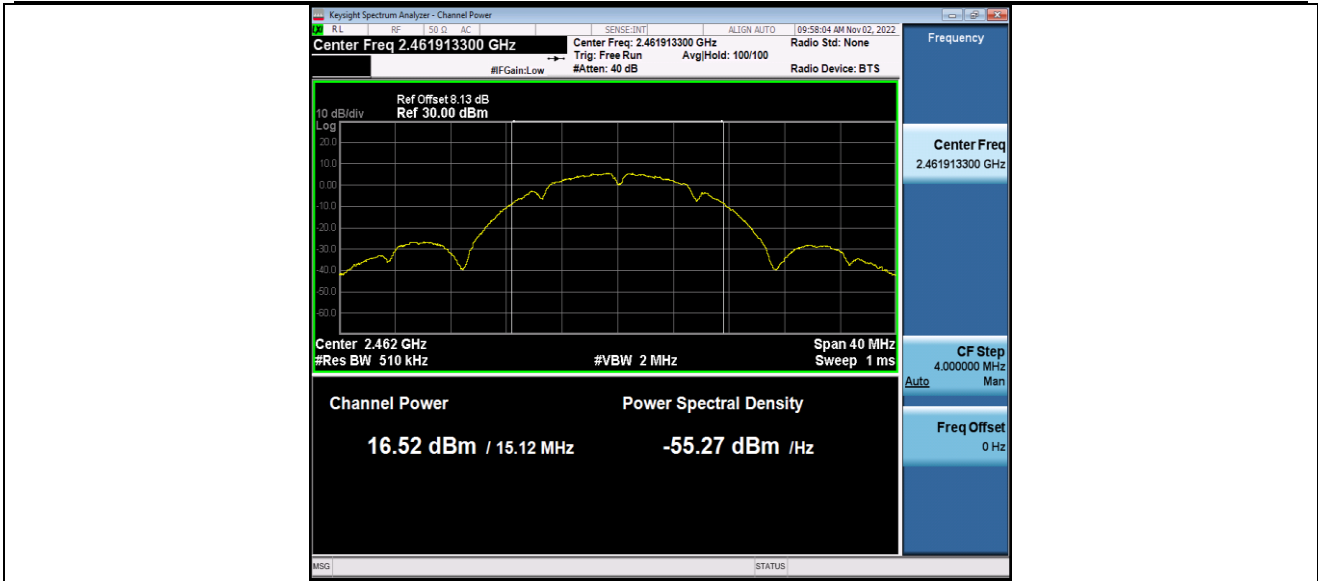 Keysight Spectrum Analyzer - Channel Power
RL RF 50 Ω AC SENSE:INT ALIGN AUTO 09:58:04 AM Nov 02, 2022
Center Freq 2.461913300 GHz
Center Freq: 2.461913300 GHz Radio Std: None
Trig: Free Run Avg|Hold: 100/100
#IFGain:Low #Atten: 40 dB Radio Device: BTS
Ref Offset 8.13 dB
10 dB/div Ref 30.00 dBm
Log
20.0
10.0
0.00
-10.0
-20.0
-30.0
-40.0
-50.0
-60.0
Center 2.462 GHz Span 40 MHz
#Res BW 510 kHz #VBW 2 MHz Sweep 1 ms
Channel Power Power Spectral Density
16.52 dBm / 15.12 MHz -55.27 dBm /Hz
MSG STATUS
Frequency
Center Freq
2.461913300 GHz
CF Step
4.000000 MHz
Auto Man
Freq Offset
0 Hz